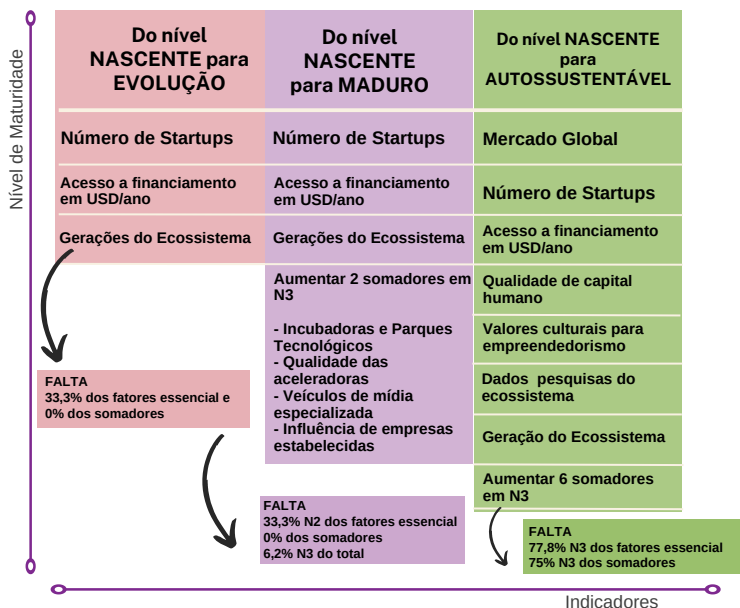 Nível de Maturidade
Do nível
NASCENTE para
EVOLUÇÃO
Número de Startups
Acesso a financiamento
em USD/ano
Gerações do Ecossistema
FALTA
33,3% dos fatores essencial e
0% dos somadores
Do nível
NASCENTE
para MADURO
Número de Startups
Acesso a financiamento
em USD/ano
Gerações do Ecossistema
Aumentar 2 somadores em
N3
- Incubadoras e Parques
Tecnológicos
- Qualidade das
aceleradoras
- Veículos de mídia
especializada
- Influência de empresas
estabelecidas
FALTA
33,3% N2 dos fatores essencial
0% dos somadores
6,2% N3 do total
Do nível NASCENTE
para
AUTOSSUSTENTÁVEL
Mercado Global
Número de Startups
Acesso a financiamento
em USD/ano
Qualidade de capital
humano
Valores culturais para
empreendedorismo
Dados  pesquisas do
ecossistema
Geração do Ecossistema
Aumentar 6 somadores
em N3
FALTA
77,8% N3 dos fatores essencial
75% N3 dos somadores
Indicadores